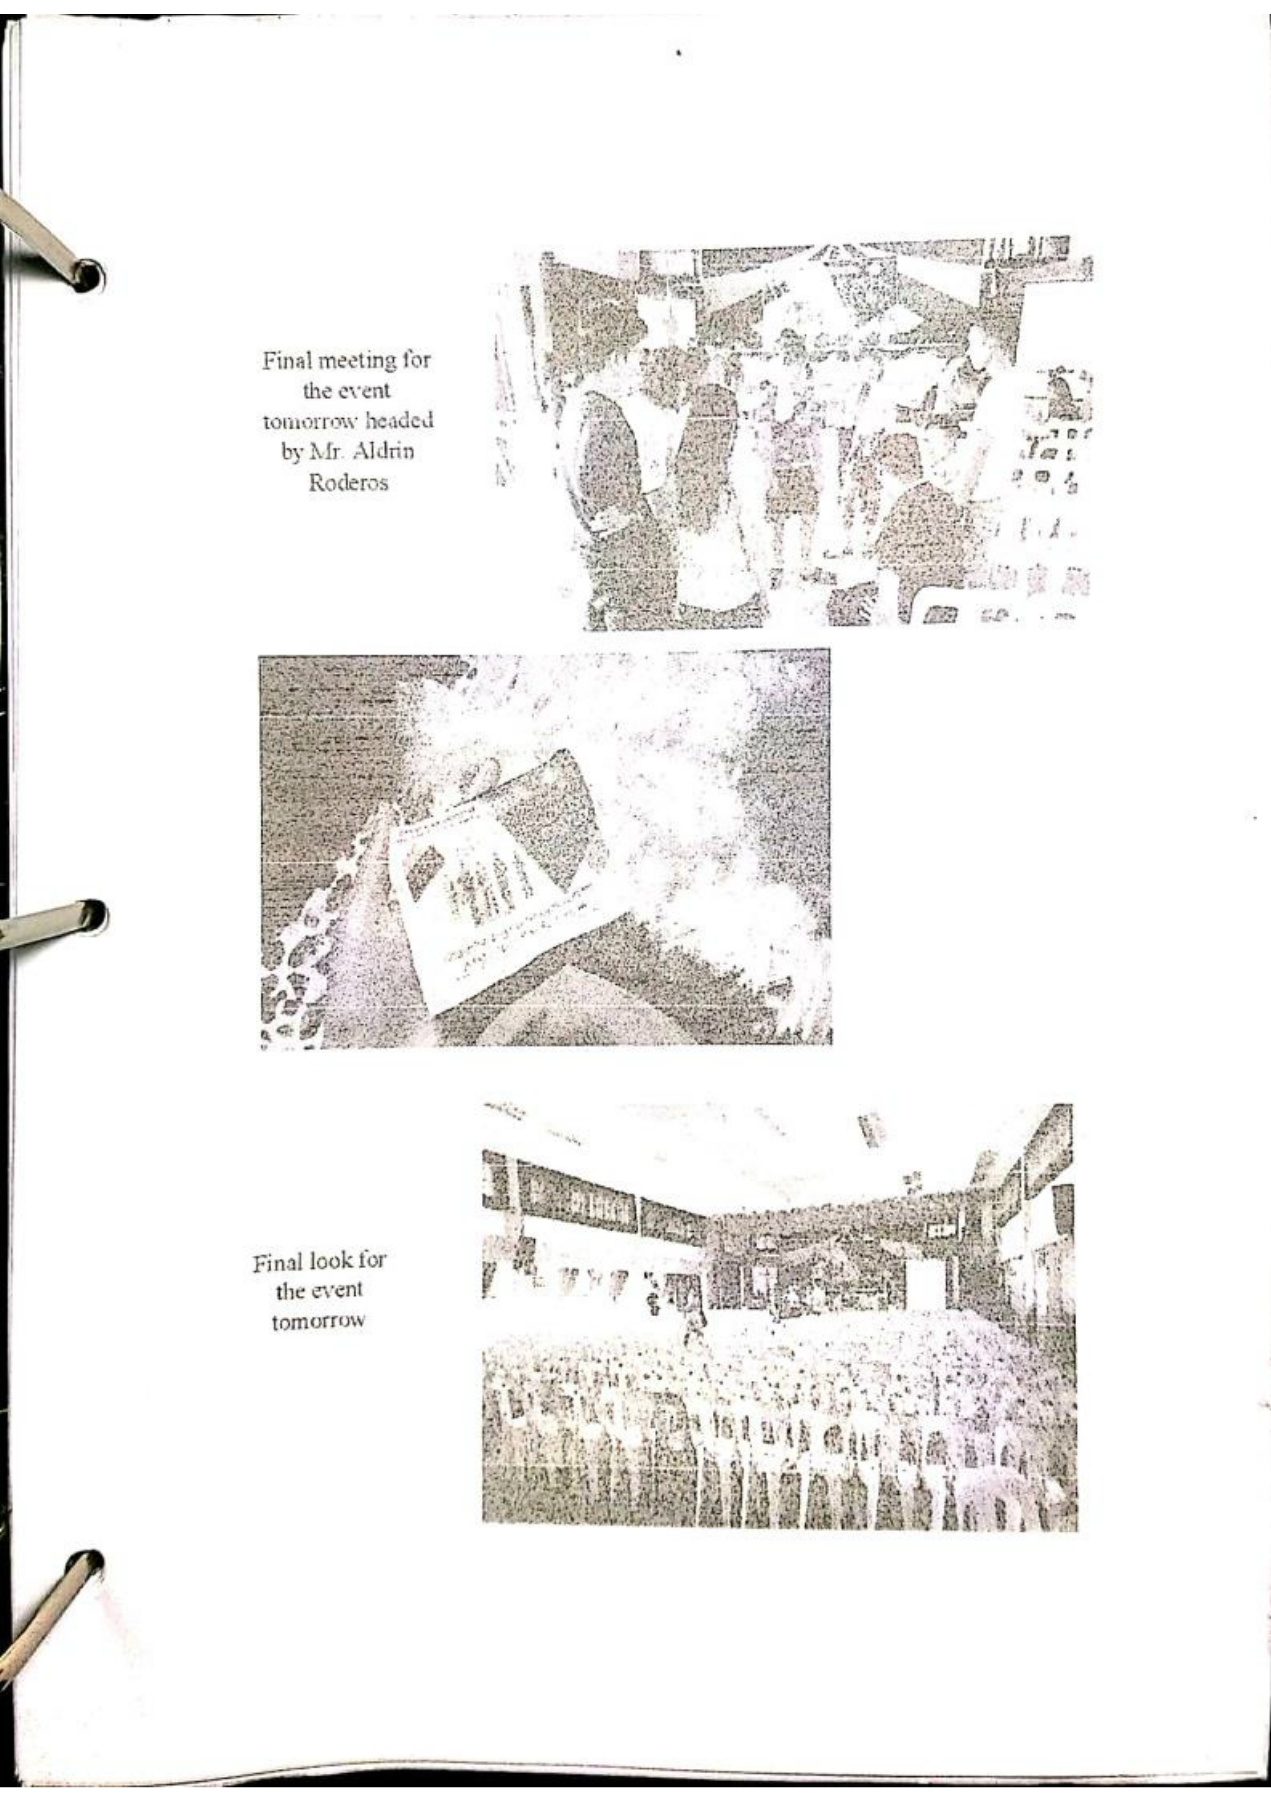 Final meeting for
the event
tomorrow headed
by Mr. Aldrin
Roderos
Final look for
the event
tomorrow